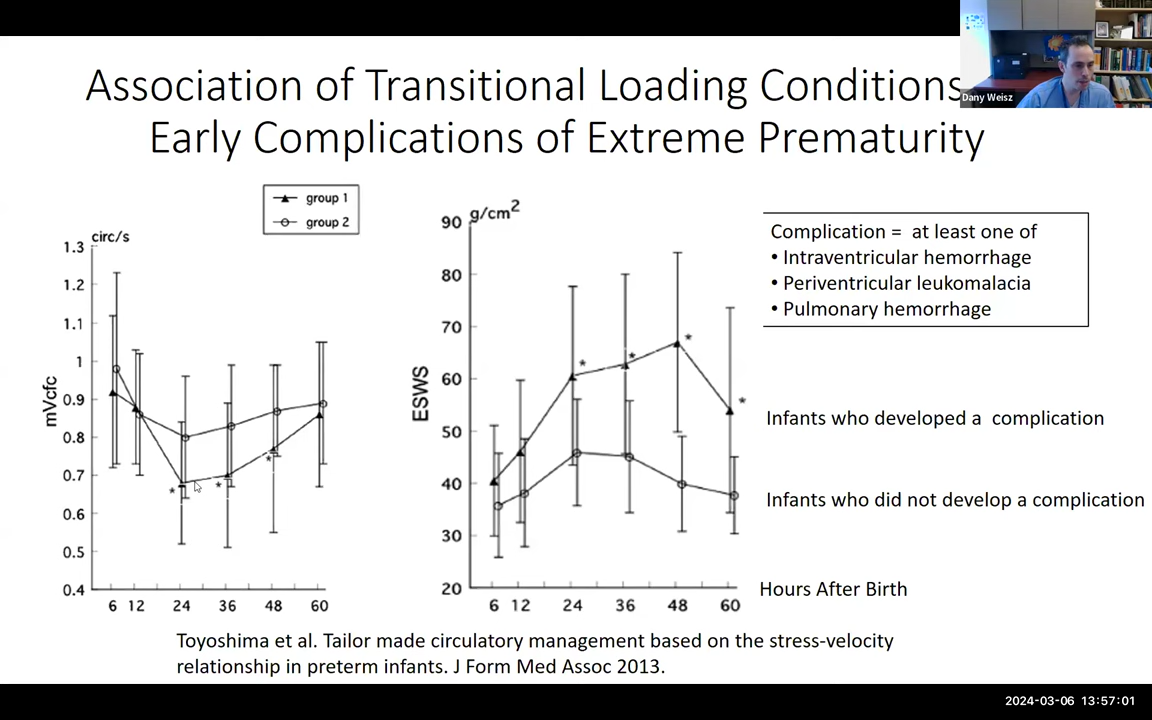 Dany Weisz
Association of Transitional Loading Conditions
Early Complications of Extreme Prematurity
group 1
group 2
circ/s
1.3
1.2
1.1
1
0.9
0.8
0.7
0.6
0.5
0.4
mVcfc
* * *
6 12 24 36 48 60
g/cm2
90
80
70
60
50
40
30
20
ESWS
* * * *
6 12 24 36 48 60
Complication = at least one of
• Intraventricular hemorrhage
• Periventricular leukomalacia
• Pulmonary hemorrhage
Infants who developed a complication
Infants who did not develop a complication
Hours After Birth
Toyoshima et al. Tailor made circulatory management based on the stress-velocity
relationship in preterm infants. J Form Med Assoc 2013.
2024-03-06 13:57:01